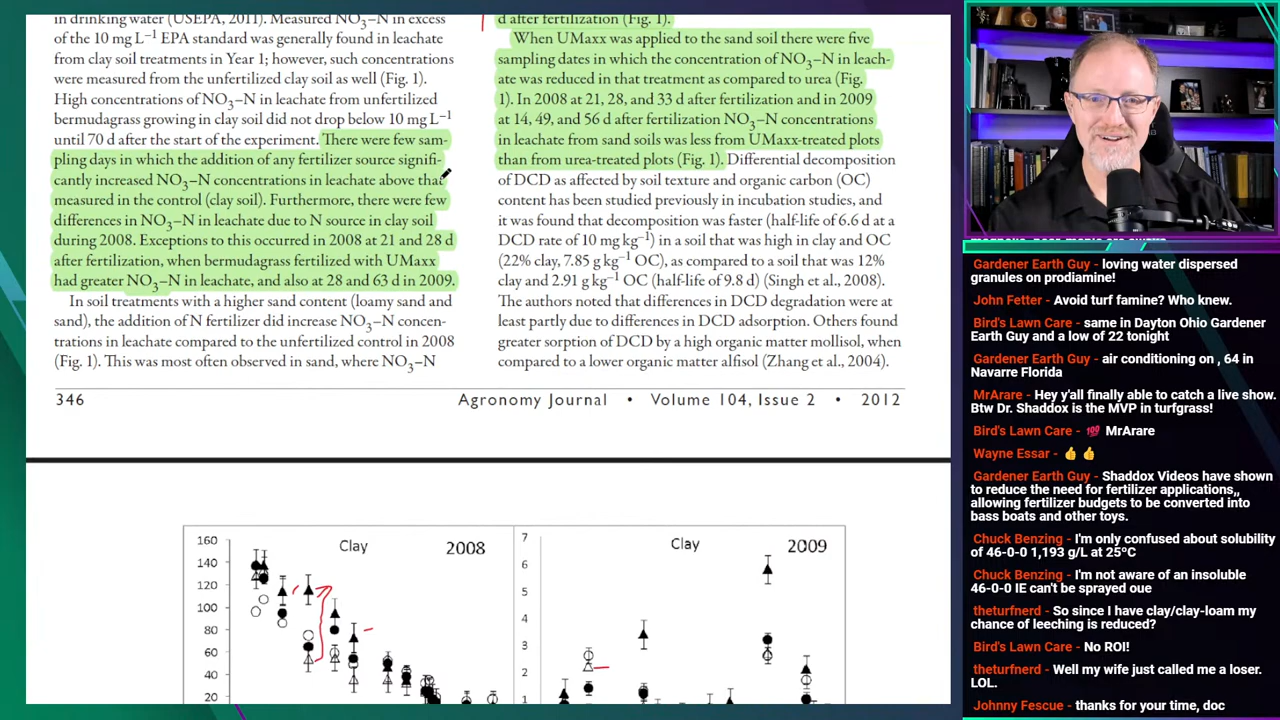 in drinking water (USEPA, 2011). Measured NO3–N in excess
of the 10 mg L−1 EPA standard was generally found in leachate
from clay soil treatments in Year 1; however, such concentrations
were measured from the unfertilized clay soil as well (Fig. 1).
High concentrations of NO3–N in leachate from unfertilized
bermudagrass growing in clay soil did not drop below 10 mg L−1
until 70 d after the start of the experiment. There were few sam-
pling days in which the addition of any fertilizer source signifi-
cantly increased NO3–N concentrations in leachate above that
measured in the control (clay soil). Furthermore, there were few
differences in NO3–N in leachate due to N source in clay soil
during 2008. Exceptions to this occurred in 2008 at 21 and 28 d
after fertilization, when bermudagrass fertilized with UMaxx
had greater NO3–N in leachate, and also at 28 and 63 d in 2009.
In soil treatments with a higher sand content (loamy sand and
sand), the addition of N fertilizer did increase NO3–N concen-
trations in leachate compared to the unfertilized control in 2008
(Fig. 1). This was most often observed in sand, where NO3–N
d after fertilization (Fig. 1).
When UMaxx was applied to the sand soil there were five
sampling dates in which the concentration of NO3–N in leach-
ate was reduced in that treatment as compared to urea (Fig.
1). In 2008 at 21, 28, and 33 d after fertilization and in 2009
at 14, 49, and 56 d after fertilization NO3–N concentrations
in leachate from sand soils was less from UMaxx-treated plots
than from urea-treated plots (Fig. 1). Differential decomposition
of DCD as affected by soil texture and organic carbon (OC)
content has been studied previously in incubation studies, and
it was found that decomposition was faster (half-life of 6.6 d at a
DCD rate of 10 mg kg−1) in a soil that was high in clay and OC
(22% clay, 7.85 g kg−1 OC), as compared to a soil that was 12%
clay and 2.91 g kg−1 OC (half-life of 9.8 d) (Singh et al., 2008).
The authors noted that differences in DCD degradation were at
least partly due to differences in DCD adsorption. Others found
greater sorption of DCD by a high organic matter mollisol, when
compared to a lower organic matter alfisol (Zhang et al., 2004).
346
Agronomy Journal • Volume 104, Issue 2 • 2012
Clay 2008
160
140
120
100
80
60
40
20
Clay 2009
7
6
5
4
3
2
1
Gardener Earth Guy - loving water dispersed
granules on prodiamine!
John Fetter - Avoid turf famine? Who knew.
Bird's Lawn Care - same in Dayton Ohio Gardener
Earth Guy and a low of 22 tonight
Gardener Earth Guy - air conditioning on , 64 in
Navarre Florida
MrArare - Hey y'all finally able to catch a live show.
Btw Dr. Shaddox is the MVP in turfgrass!
Bird's Lawn Care - 💯 MrArare
Wayne Essar - 👍 👍
Gardener Earth Guy - Shaddox Videos have shown
to reduce the need for fertilizer applications,,
allowing fertilizer budgets to be converted into
bass boats and other toys.
Chuck Benzing - I'm only confused about solubility
of 46-0-0 1,193 g/L at 25ºC
Chuck Benzing - I'm not aware of an insoluble
46-0-0 IE can't be sprayed oue
theturfnerd - So since I have clay/clay-loam my
chance of leeching is reduced?
Bird's Lawn Care - No ROI!
theturfnerd - Well my wife just called me a loser.
LOL.
Johnny Fescue - thanks for your time, doc